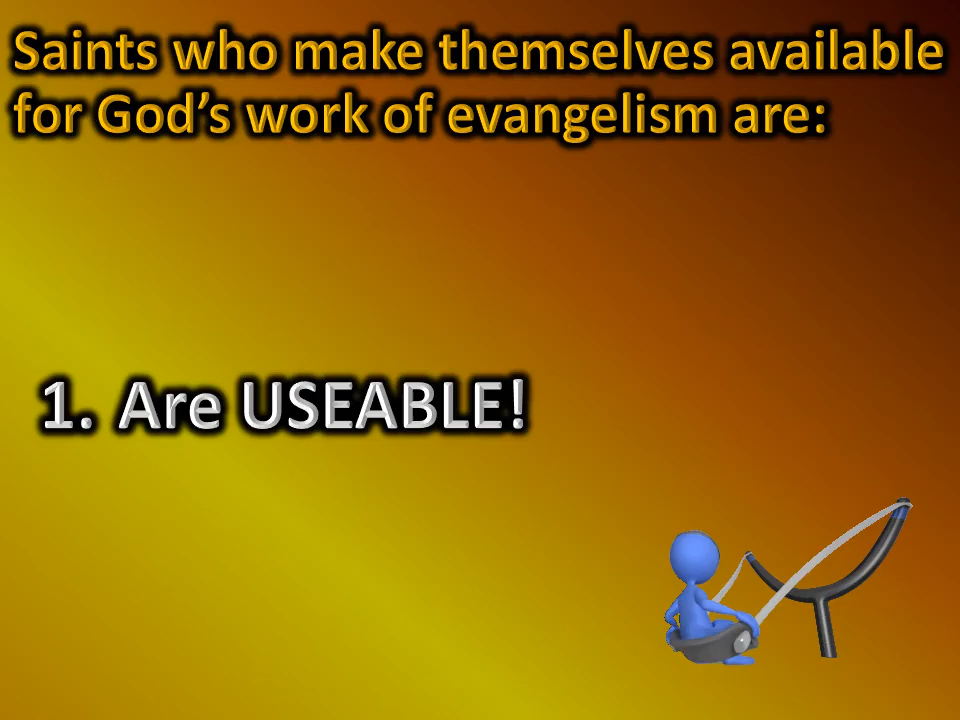 Saints who make themselves available
for God’s work of evangelism are:
1. Are USEABLE!